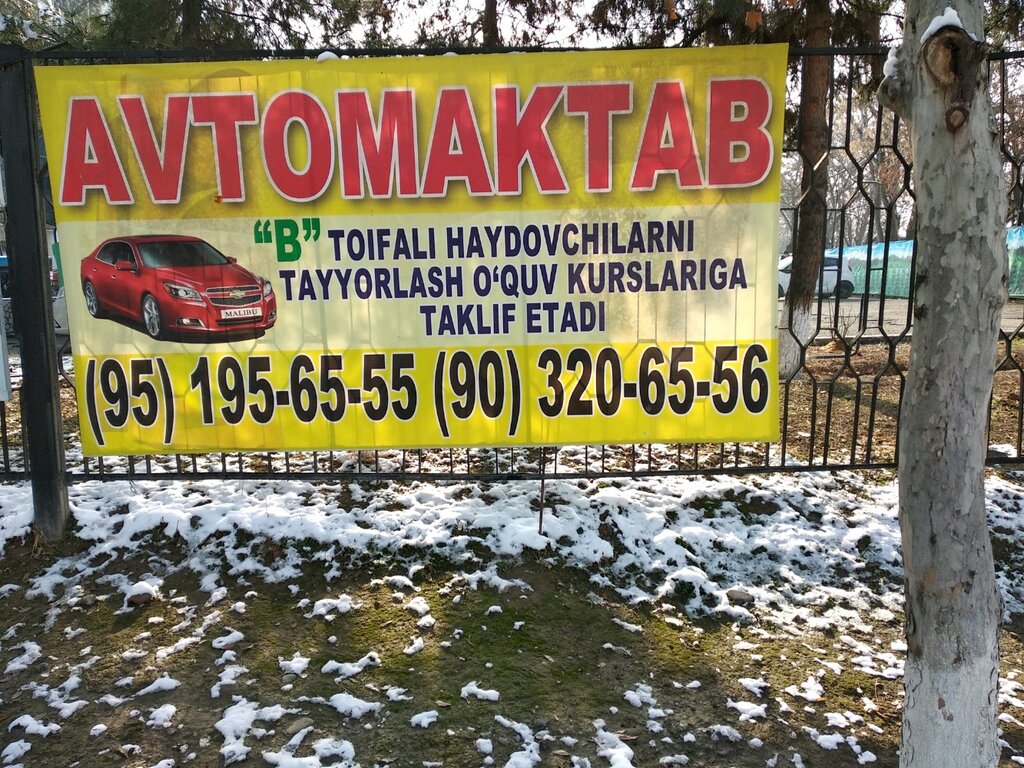 AVTOMAKTAB
“B” TOIFALI HAYDOVCHILARNI
TAYYORLASH O‘QUV KURSLARIGA
TAKLIF ETADI
MALIBU
(95) 195-65-55 (90) 320-65-56